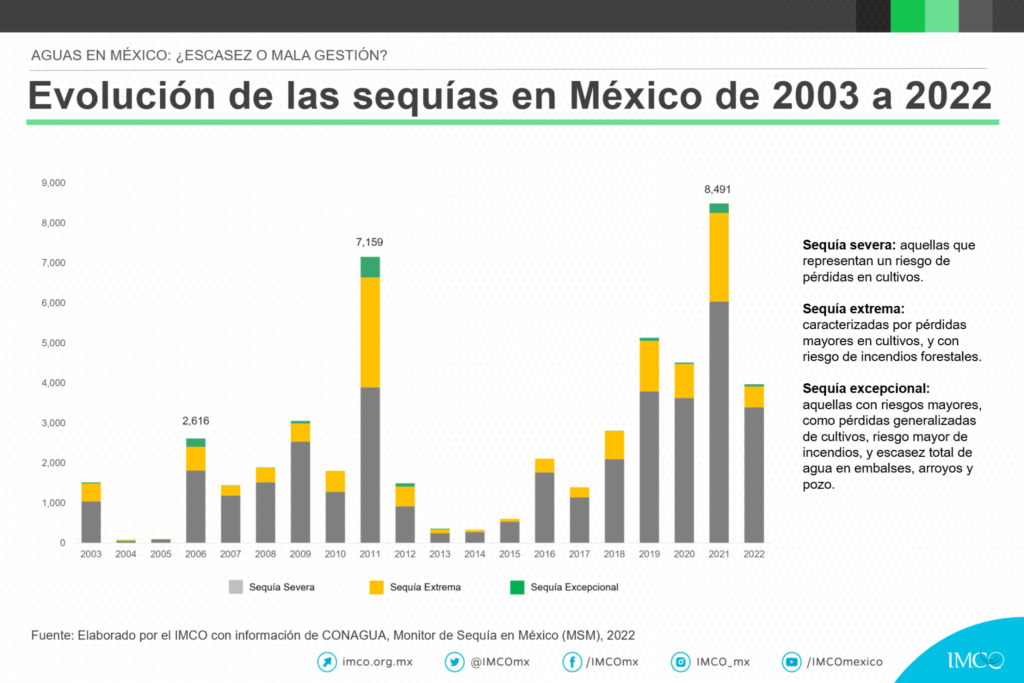 AGUAS EN MÉXICO: ¿ESCASEZ O MALA GESTIÓN?
Evolución de las sequías en México de 2003 a 2022
9,000
8,000
7,000
6,000
5,000
4,000
3,000
2,000
1,000
0
2,616
7,159
8,491
2003 2004 2005 2006 2007 2008 2009 2010 2011 2012 2013 2014 2015 2016 2017 2018 2019 2020 2021 2022
Sequía Severa Sequía Extrema Sequía Excepcional
Sequía severa: aquellas que
representan un riesgo de
pérdidas en cultivos.
Sequía extrema:
caracterizadas por pérdidas
mayores en cultivos, y con
riesgo de incendios forestales.
Sequía excepcional:
aquellas con riesgos mayores,
como pérdidas generalizadas
de cultivos, riesgo mayor de
incendios, y escasez total de
agua en embalses, arroyos y
pozo.
Fuente: Elaborado por el IMCO con información de CONAGUA, Monitor de Sequía en México (MSM), 2022
imco.org.mx @IMCOmx /IMCOmx IMCO_mx /IMCOmexico
IMCO